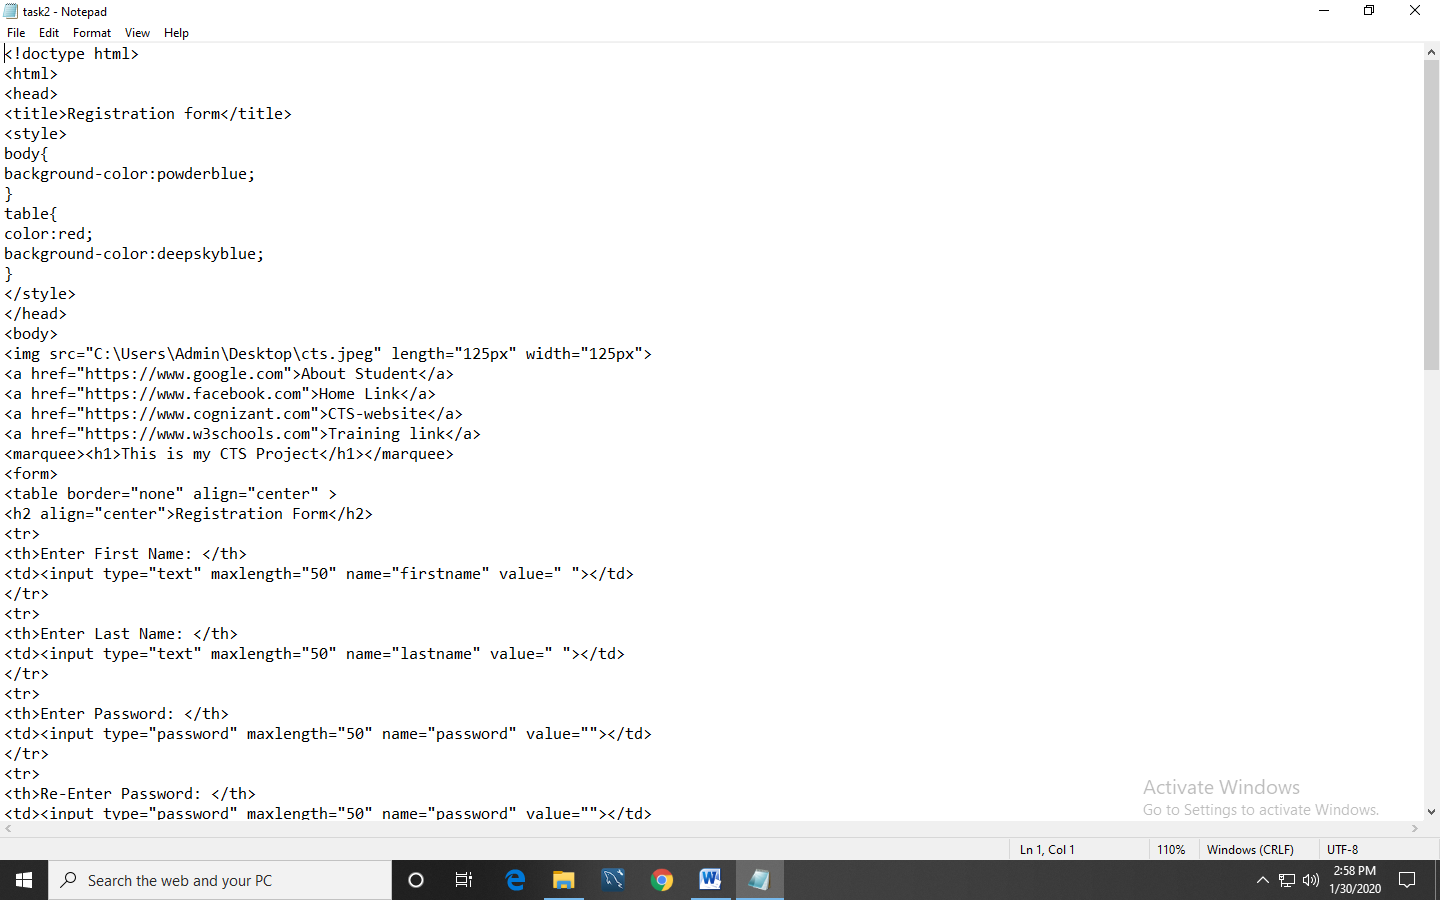 task2 - Notepad
File Edit Format View Help
<!doctype html>
<html>
<head>
<title>Registration form</title>
<style>
body{
background-color:powderblue;
}
table{
color:red;
background-color:deepskyblue;
}
</style>
</head>
<body>
<img src="C:\Users\Admin\Desktop\cts.jpeg" length="125px" width="125px">
<a href="https://www.google.com">About Student</a>
<a href="https://www.facebook.com">Home Link</a>
<a href="https://www.cognizant.com">CTS-website</a>
<a href="https://www.w3schools.com">Training link</a>
<marquee><h1>This is my CTS Project</h1></marquee>
<form>
<table border="none" align="center" >
<h2 align="center">Registration Form</h2>
<tr>
<th>Enter First Name: </th>
<td><input type="text" maxlength="50" name="firstname" value=" "></td>
</tr>
<tr>
<th>Enter Last Name: </th>
<td><input type="text" maxlength="50" name="lastname" value=" "></td>
</tr>
<tr>
<th>Enter Password: </th>
<td><input type="password" maxlength="50" name="password" value=""></td>
</tr>
<tr>
<th>Re-Enter Password: </th>
<td><input type="password" maxlength="50" name="password" value=""></td>
Activate Windows
Go to Settings to activate Windows.
Ln 1, Col 1 110% Windows (CRLF) UTF-8
Search the web and your PC
2:58 PM
1/30/2020